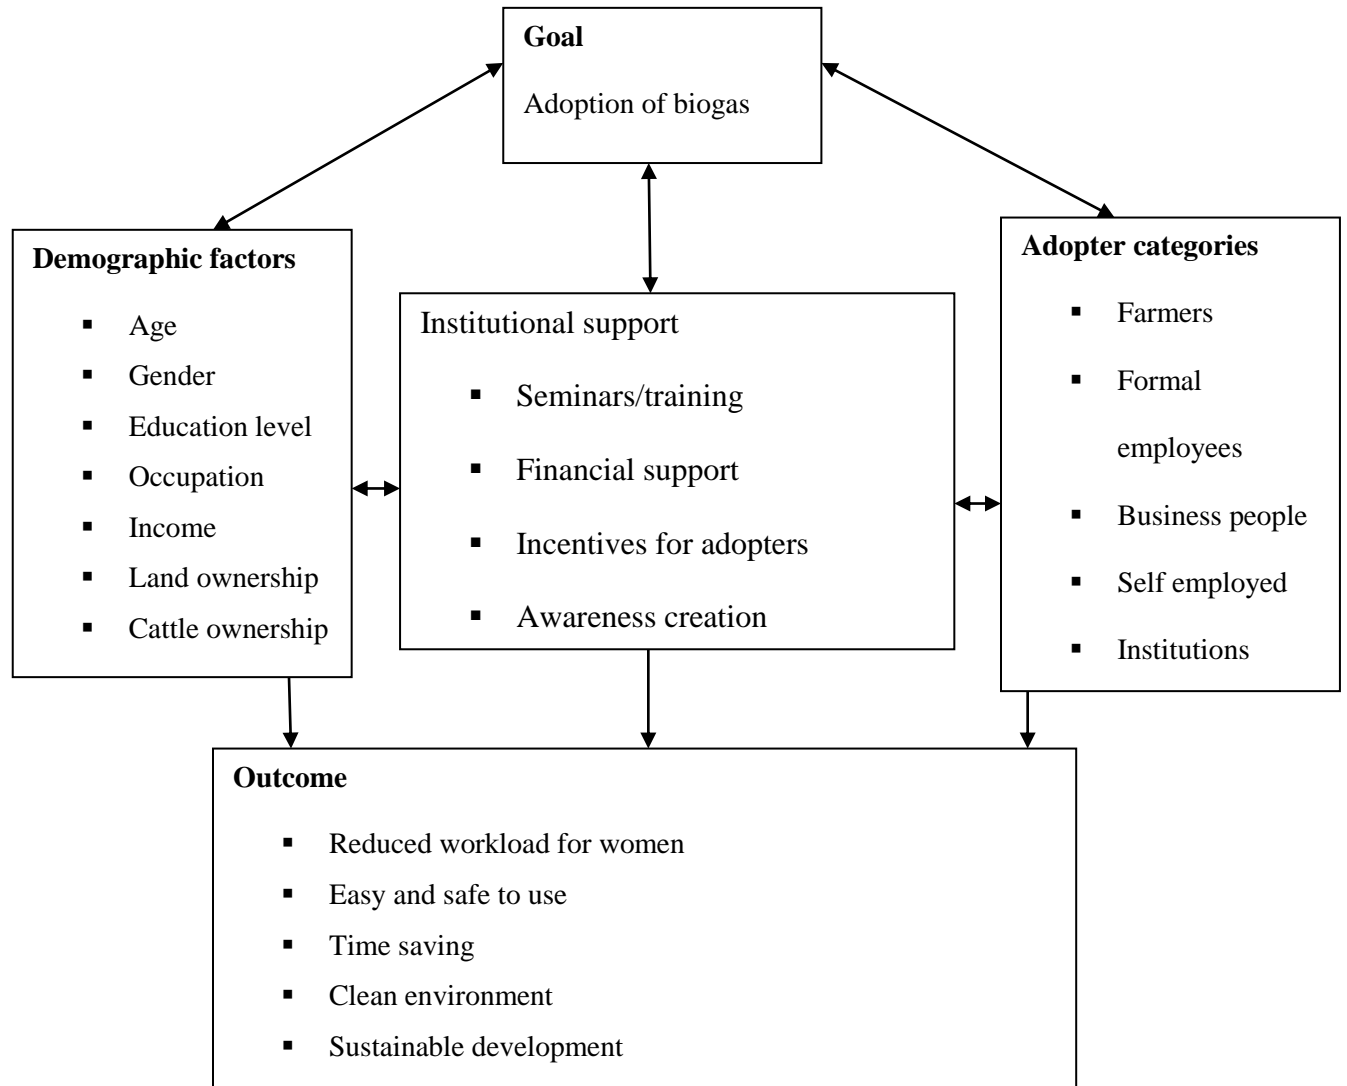 Goal
Adoption of biogas
Demographic factors
▪ Age
▪ Gender
▪ Education level
▪ Occupation
▪ Income
▪ Land ownership
▪ Cattle ownership
Institutional support
▪ Seminars/training
▪ Financial support
▪ Incentives for adopters
▪ Awareness creation
Adopter categories
▪ Farmers
▪ Formal
employees
▪ Business people
▪ Self employed
▪ Institutions
Outcome
▪ Reduced workload for women
▪ Easy and safe to use
▪ Time saving
▪ Clean environment
▪ Sustainable development